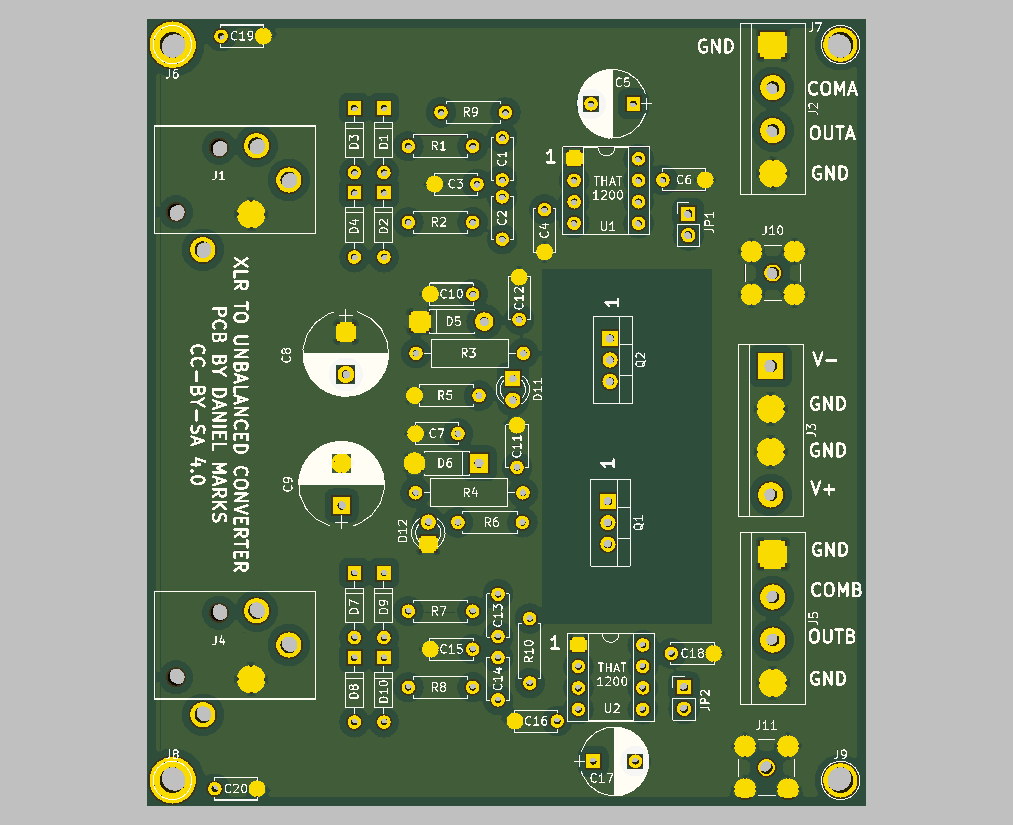 C19
J6
GND
J7
COMA
J2
OUTA
GND
C5
R9
D3
D1
R1
C1
J1
C3
1
THAT
1200
U1
C6
JP1
D4
D2
R2
C2
C4
J10
XLR TO UNBALANCED CONVERTER
PCB BY DANIEL MARKS
CC-BY-SA 4.0
C10
C12
D5
1
Q2
C8
R3
D11
R5
V-
GND
J3
GND
V+
C7
C11
D6
C9
R4
R6
D12
1
Q1
GND
COMB
J5
OUTB
GND
D7
D9
R7
C13
R10
J4
C15
1
THAT
1200
U2
C18
JP2
D8
D10
R8
C14
C16
J11
J8
C17
J9
C20